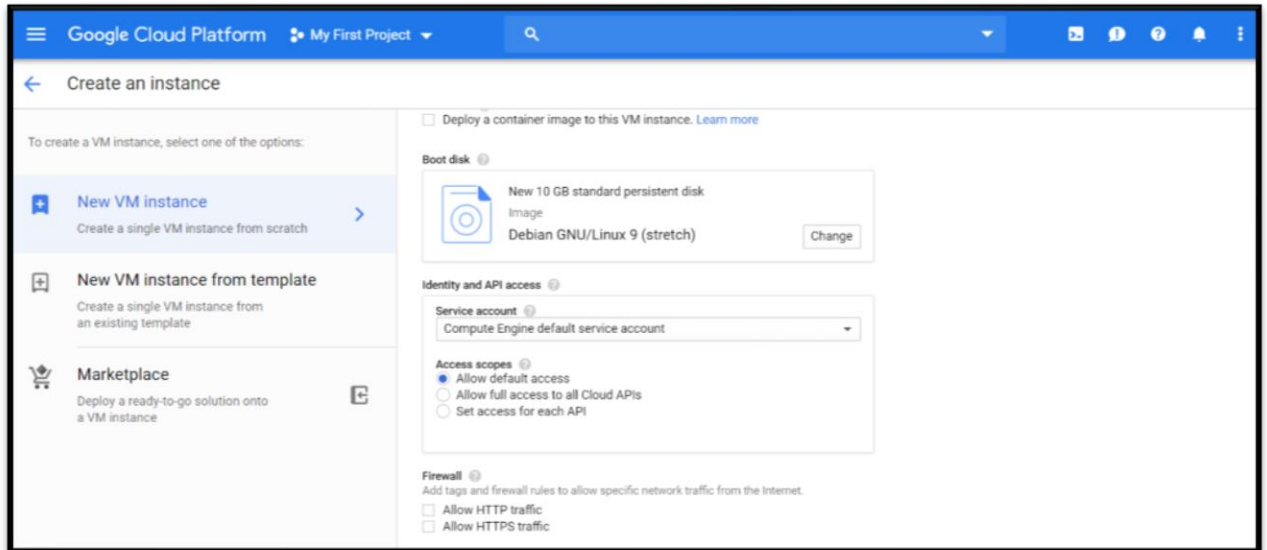 Google Cloud Platform
My First Project
Create an instance
To create a VM instance, select one of the options:
New VM instance
Create a single VM instance from scratch
New VM instance from template
Create a single VM instance from
an existing template
Marketplace
Deploy a ready-to-go solution onto
a VM instance
Deploy a container image to this VM instance. Learn more
Boot disk
New 10 GB standard persistent disk
Image
Debian GNU/Linux 9 (stretch)
Change
Identity and API access
Service account
Compute Engine default service account
Access scopes
Allow default access
Allow full access to all Cloud APIs
Set access for each API
Firewall
Add tags and firewall rules to allow specific network traffic from the Internet.
Allow HTTP traffic
Allow HTTPS traffic